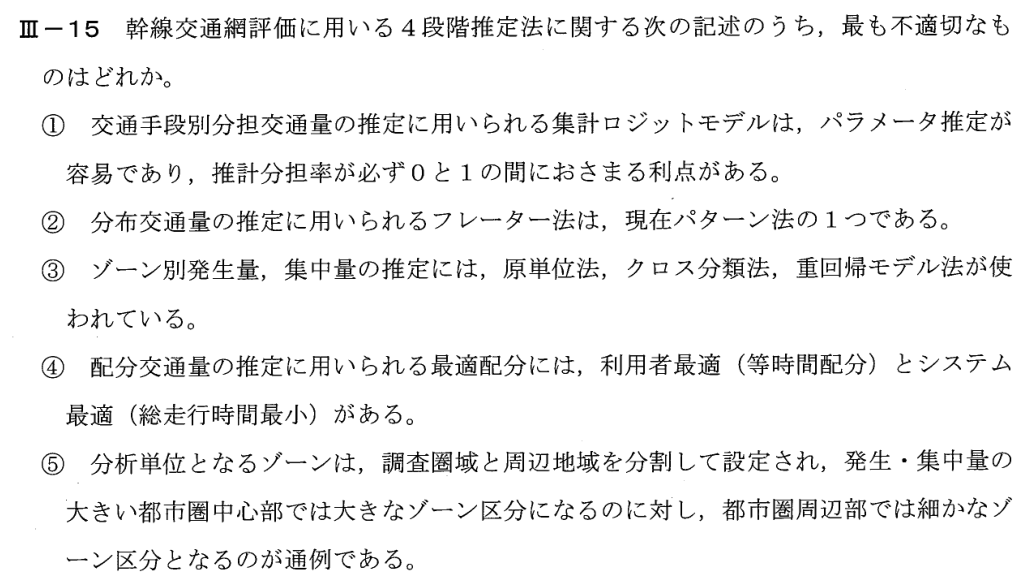 Ⅲ－15　幹線交通網評価に用いる４段階推定法に関する次の記述のうち，最も不適切なも
のはどれか。
①　交通手段別分担交通量の推定に用いられる集計ロジットモデルは，パラメータ推定が
容易であり，推計分担率が必ず０と１の間におさまる利点がある。
②　分布交通量の推定に用いられるフレーター法は，現在パターン法の１つである。
③　ゾーン別発生量，集中量の推定には，原単位法，クロス分類法，重回帰モデル法が使
われている。
④　配分交通量の推定に用いられる最適配分には，利用者最適（等時間配分）とシステム
最適（総走行時間最小）がある。
⑤　分析単位となるゾーンは，調査圏域と周辺地域を分割して設定され，発生・集中量の
大きい都市圏中心部では大きなゾーン区分になるのに対し，都市圏周辺部では細かなゾ
ーン区分となるのが通例である。